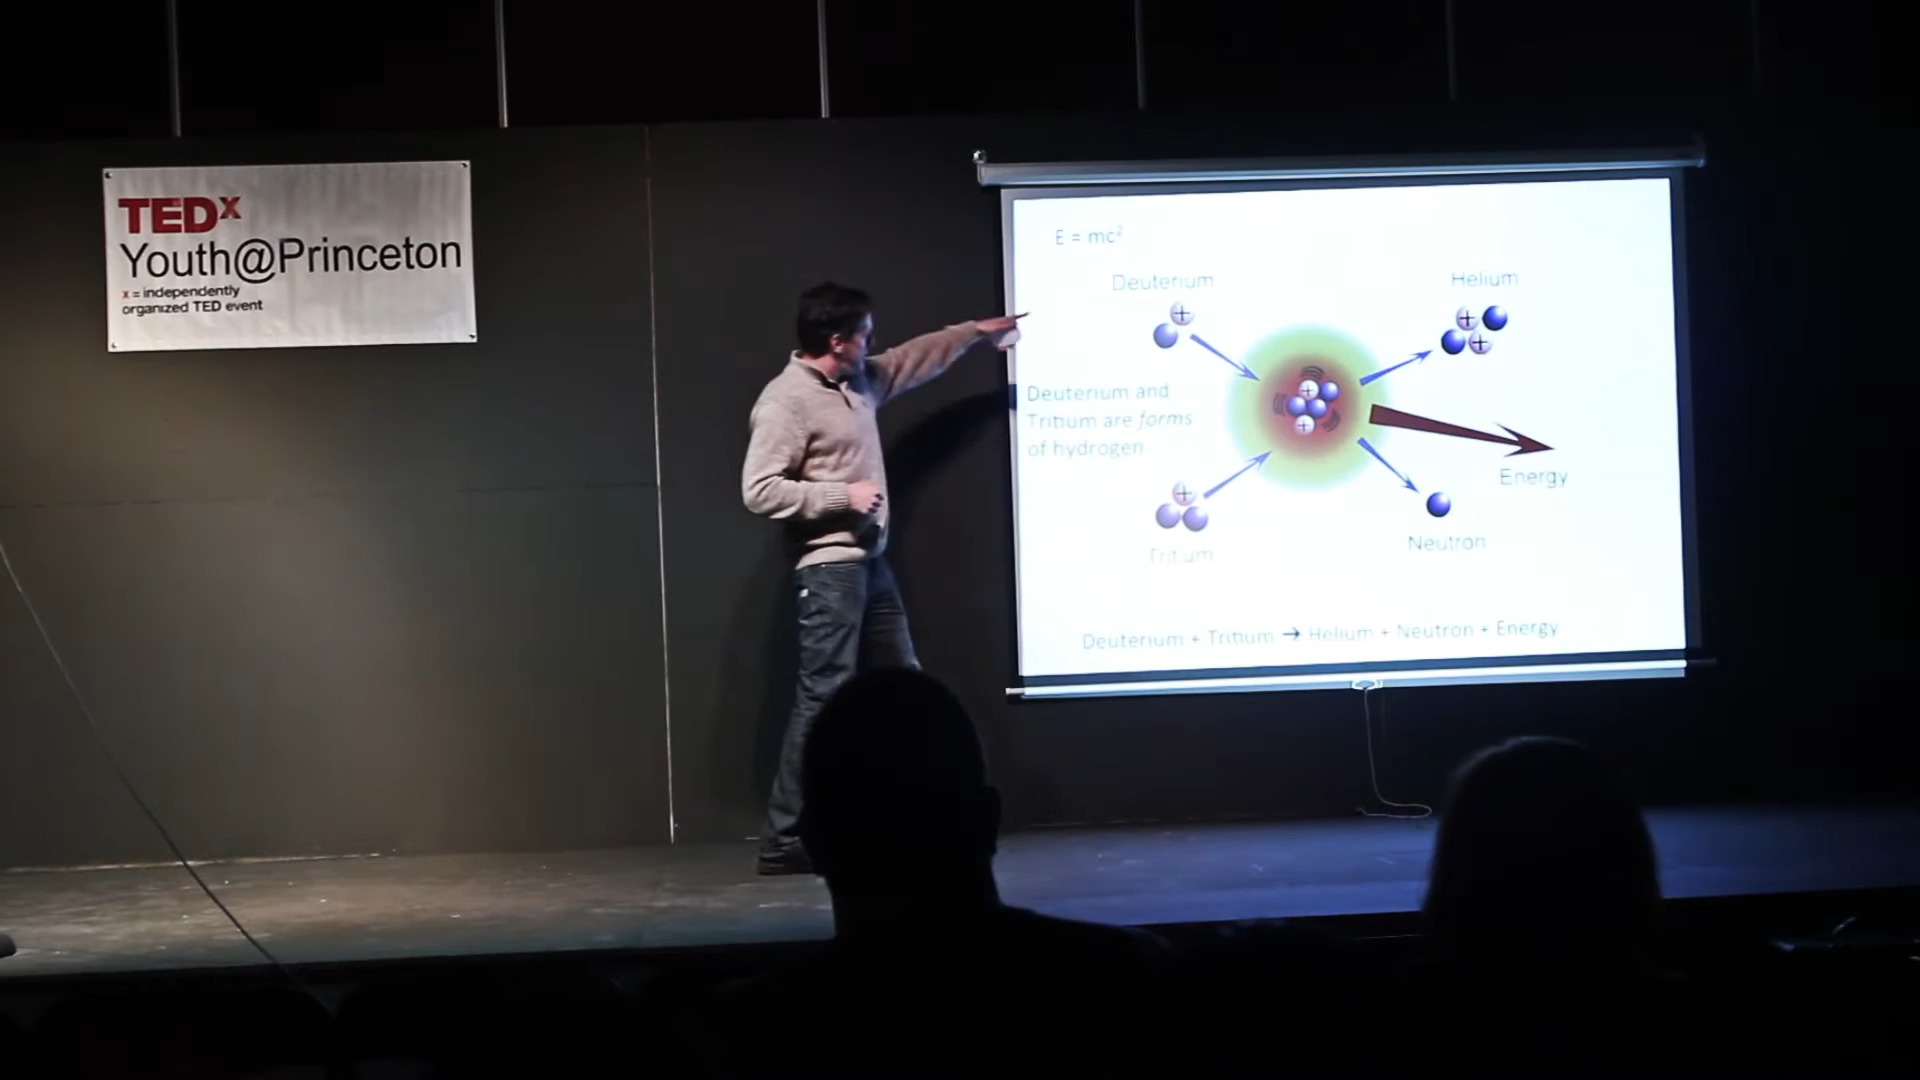 TEDx
Youth@Princeton
x = independently
organized TED event
E = mc²
Deuterium
Helium
Deuterium and
Tritium are forms
of hydrogen
Energy
Tritium
Neutron
Deuterium + Tritium → Helium + Neutron + Energy